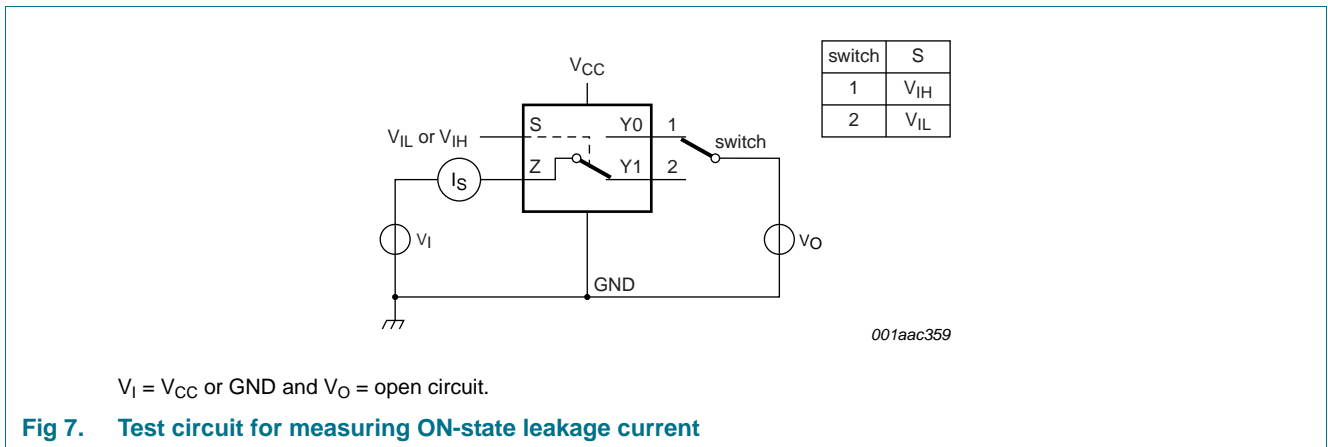 switch S
1 VIH
2 VIL
VCC
S Y0 1
switch
VIL or VIH
Z Y1 2
IS
VI
VO
GND
001aac359
VI = VCC or GND and VO = open circuit.
Fig 7. Test circuit for measuring ON-state leakage current